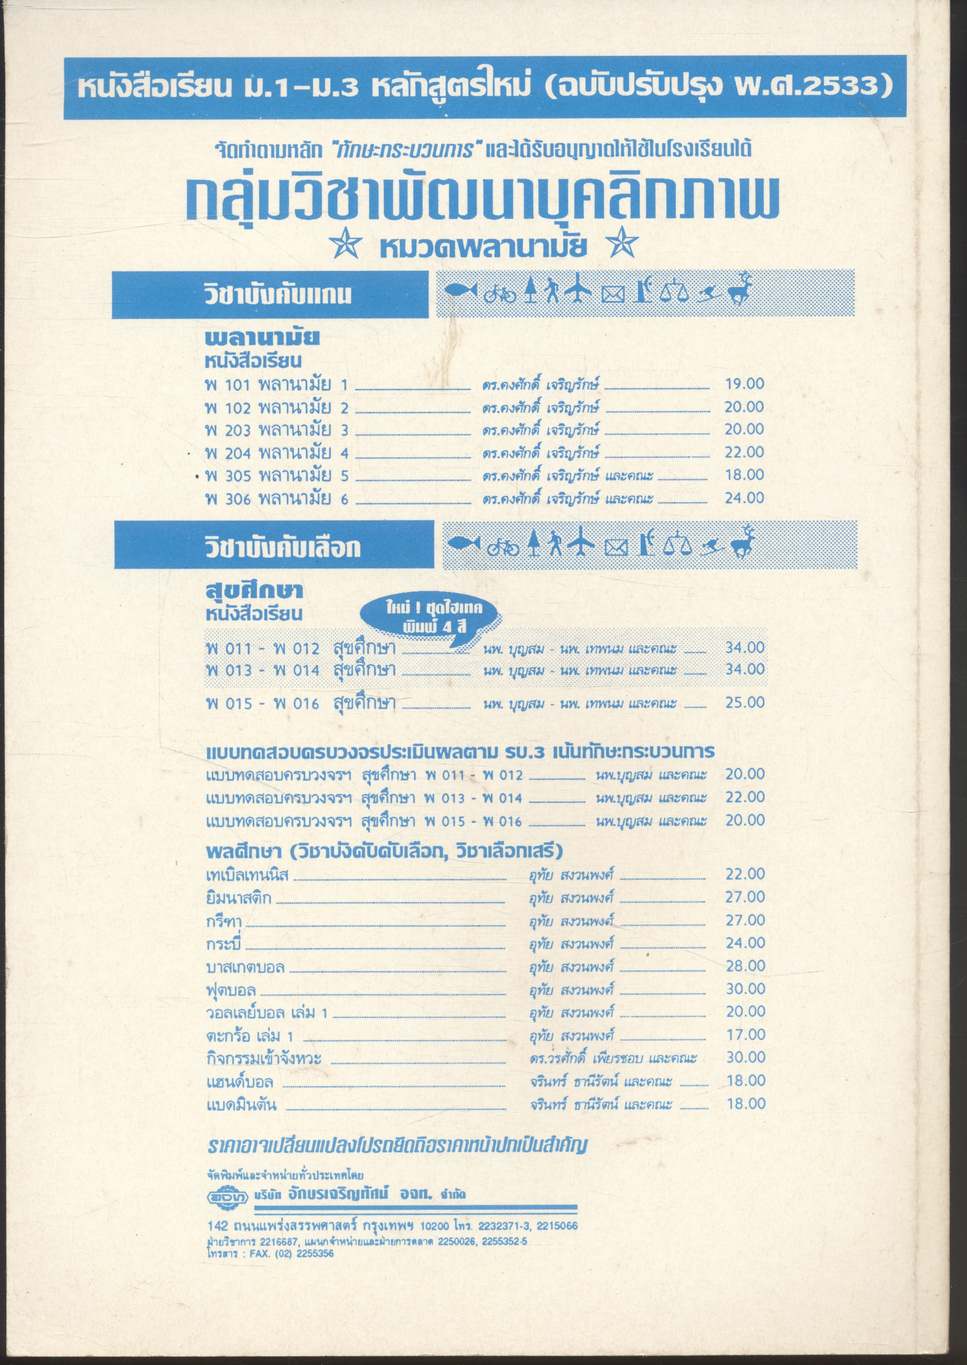 หนังสือเรียน ม.1-ม.3 หลักสูตรใหม่ (ฉบับปรับปรุง พ.ศ.2533)
จัดทำตามหลัก "ทักษะกระบวนการ" และได้รับอนุญาตให้ใช้ในโรงเรียนได้
กลุ่มวิชาพัฒนาบุคลิกภาพ
หมวดพลานามัย
วิชาบังคับแกน
พลานามัย
หนังสือเรียน
พ 101 พลานามัย 1 ดร.คงศักดิ์ เจริญรักษ์ 19.00
พ 102 พลานามัย 2 ดร.คงศักดิ์ เจริญรักษ์ 20.00
พ 203 พลานามัย 3 ดร.คงศักดิ์ เจริญรักษ์ 20.00
พ 204 พลานามัย 4 ดร.คงศักดิ์ เจริญรักษ์ 22.00
พ 305 พลานามัย 5 ดร.คงศักดิ์ เจริญรักษ์ และคณะ 18.00
พ 306 พลานามัย 6 ดร.คงศักดิ์ เจริญรักษ์ และคณะ 24.00
วิชาบังคับเลือก
สุขศึกษา
หนังสือเรียน
ใหม่ ! ชุดไฮเทค
พิมพ์ 4 สี
พ 011 - พ 012 สุขศึกษา นพ. บุญสม - นพ. เทพนม และคณะ 34.00
พ 013 - พ 014 สุขศึกษา นพ. บุญสม - นพ. เทพนม และคณะ 34.00
พ 015 - พ 016 สุขศึกษา นพ. บุญสม - นพ. เทพนม และคณะ 25.00
แบบทดสอบครบวงจรประเมินผลตาม รบ.3 เน้นทักษะกระบวนการ
แบบทดสอบครบวงจรฯ สุขศึกษา พ 011 - พ 012 นพ.บุญสม และคณะ 20.00
แบบทดสอบครบวงจรฯ สุขศึกษา พ 013 - พ 014 นพ.บุญสม และคณะ 22.00
แบบทดสอบครบวงจรฯ สุขศึกษา พ 015 - พ 016 นพ.บุญสม และคณะ 20.00
พลศึกษา (วิชาบังคับคับเลือก, วิชาเลือกเสรี)
เทเบิลเทนนิส อุทัย สงวนพงศ์ 22.00
ยิมนาสติก อุทัย สงวนพงศ์ 27.00
กรีฑา อุทัย สงวนพงศ์ 27.00
กระบี่ อุทัย สงวนพงศ์ 24.00
บาสเกตบอล อุทัย สงวนพงศ์ 28.00
ฟุตบอล อุทัย สงวนพงศ์ 30.00
วอลเลย์บอล เล่ม 1 อุทัย สงวนพงศ์ 20.00
ตะกร้อ เล่ม 1 อุทัย สงวนพงศ์ 17.00
กิจกรรมเข้าจังหวะ ดร.วรศักดิ์ เพียรชอบ และคณะ 30.00
แฮนด์บอล จรินทร์ ธานีรัตน์ และคณะ 18.00
แบดมินตัน จรินทร์ ธานีรัตน์ และคณะ 18.00
ราคาอาจเปลี่ยนแปลงโปรดยึดถือราคาหน้าปกเป็นสำคัญ
จัดพิมพ์และจำหน่ายทั่วประเทศโดย
อจท บริษัท อักษรเจริญทัศน์ อจท. จำกัด
142 ถนนแพร่งสรรพศาสตร์ กรุงเทพฯ 10200 โทร. 2232371-3, 2215066
ฝ่ายวิชาการ 2216687, แผนกจำหน่ายและฝ่ายการตลาด 2250026, 2255352-5
โทรสาร : FAX. (02) 2255356